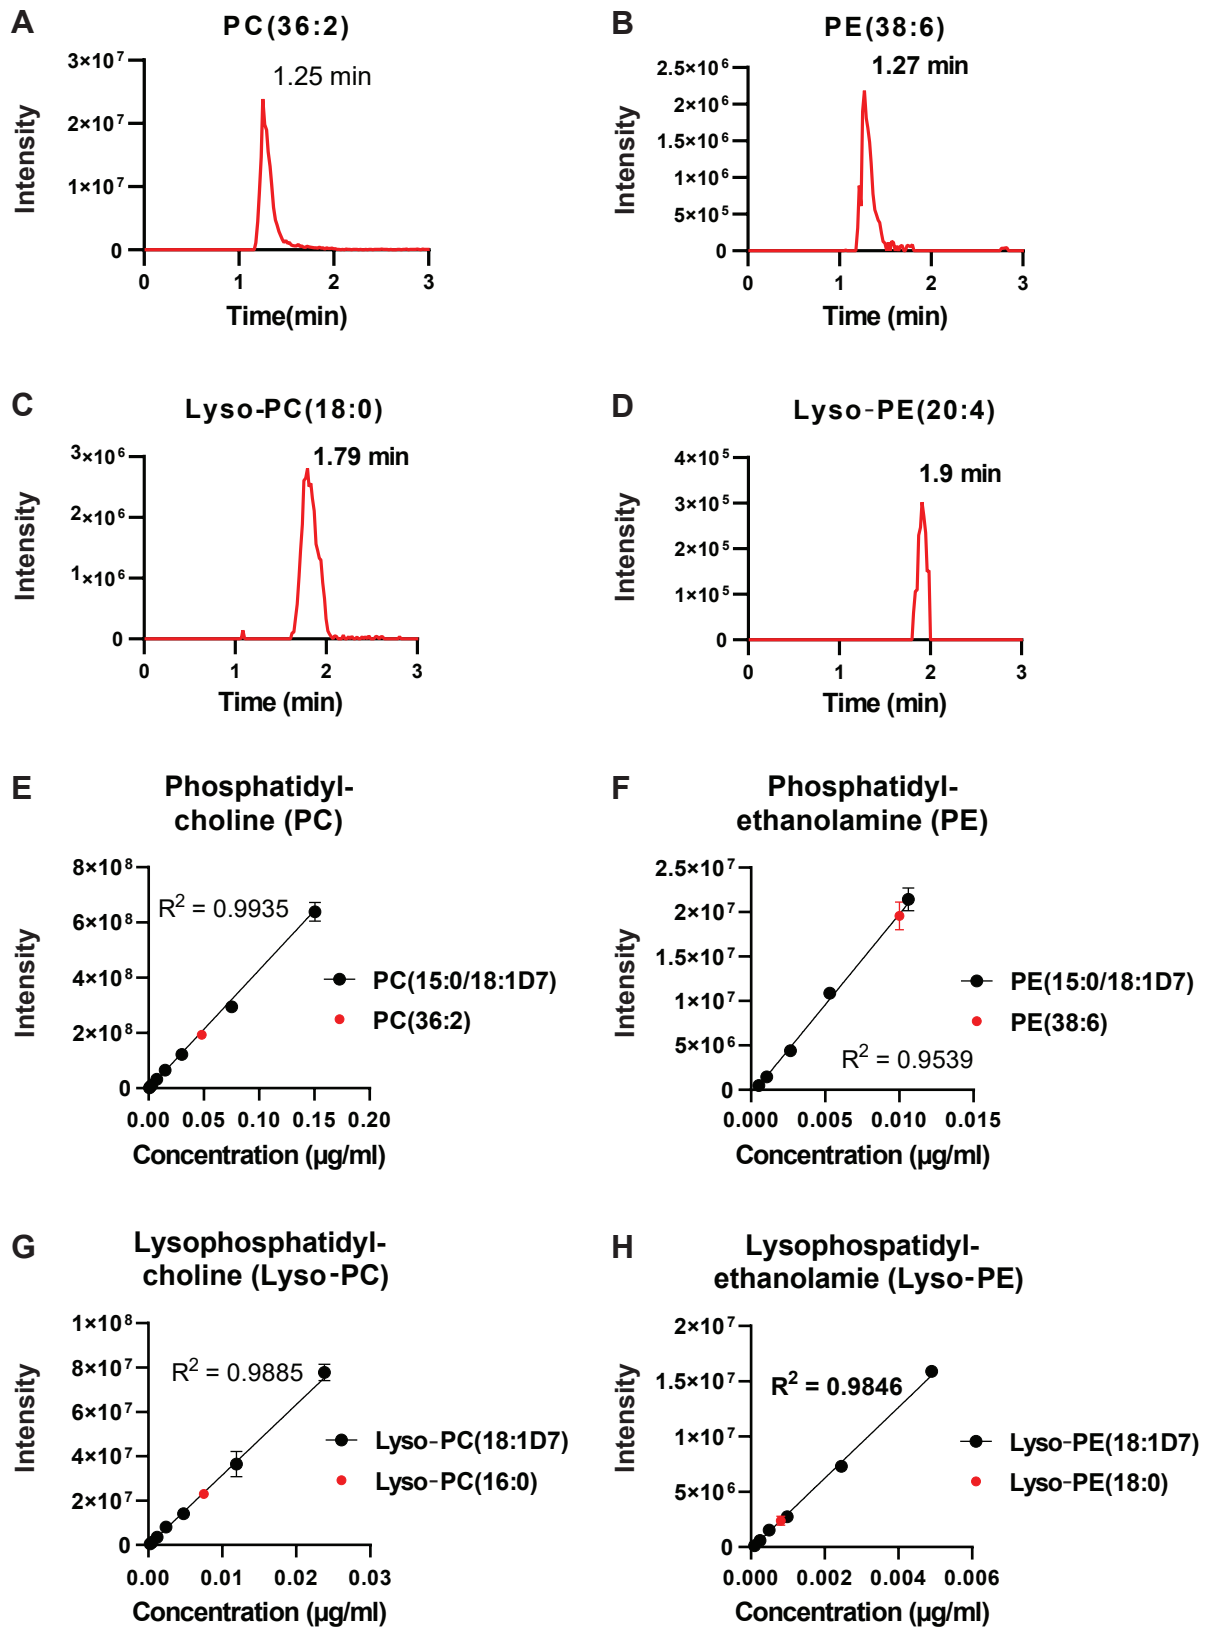 A
PC(36:2)
3×10⁷
2×10⁷
1×10⁷
0
Intensity
1.25 min
0 1 2 3
Time(min)
B
PE(38:6)
2.5×10⁶
2×10⁶
1.5×10⁶
1×10⁶
5×10⁵
0
Intensity
1.27 min
0 1 2 3
Time (min)
C
Lyso-PC(18:0)
3×10⁶
2×10⁶
1×10⁶
0
Intensity
1.79 min
0 1 2 3
Time (min)
D
Lyso-PE(20:4)
4×10⁵
3×10⁵
2×10⁵
1×10⁵
0
Intensity
1.9 min
0 1 2 3
Time (min)
E
Phosphatidyl-
choline (PC)
8×10⁸
6×10⁸
4×10⁸
2×10⁸
0
Intensity
R² = 0.9935
PC(15:0/18:1D7)
PC(36:2)
0.00 0.05 0.10 0.15 0.20
Concentration (µg/ml)
F
Phosphatidyl-
ethanolamine (PE)
2.5×10⁷
2×10⁷
1.5×10⁷
1×10⁷
5×10⁶
0
Intensity
PE(15:0/18:1D7)
PE(38:6)
R² = 0.9539
0.000 0.005 0.010 0.015
Concentration (µg/ml)
G
Lysophosphatidyl-
choline (Lyso-PC)
1×10⁸
8×10⁷
6×10⁷
4×10⁷
2×10⁷
0
Intensity
R² = 0.9885
Lyso-PC(18:1D7)
Lyso-PC(16:0)
0.00 0.01 0.02 0.03
Concentration (µg/ml)
H
Lysophospatidyl-
ethanolamie (Lyso-PE)
2×10⁷
1.5×10⁷
1×10⁷
5×10⁶
0
Intensity
R² = 0.9846
Lyso-PE(18:1D7)
Lyso-PE(18:0)
0.000 0.002 0.004 0.006
Concentration (µg/ml)